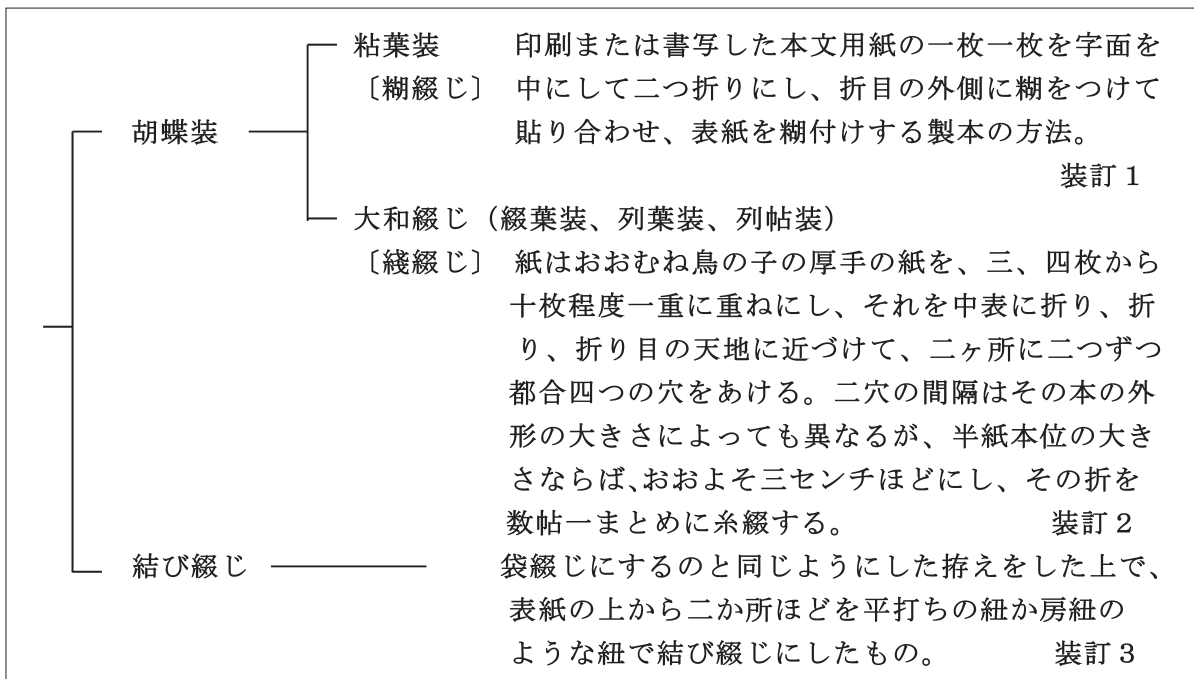 粘葉装　印刷または書写した本文用紙の一枚一枚を字面を
〔糊綴じ〕　中にして二つ折りにし、折目の外側に糊をつけて
胡蝶装　貼り合わせ、表紙を糊付けする製本の方法。
装訂１
大和綴じ（綴葉装、列葉装、列帖装）
〔綫綴じ〕　紙はおおむね鳥の子の厚手の紙を、三、四枚から
十枚程度一重に重ねにし、それを中表に折り、折
り、折り目の天地に近づけて、二ヶ所に二つずつ
都合四つの穴をあける。二穴の間隔はその本の外
形の大きさによっても異なるが、半紙本位の大き
さならば、おおよそ三センチほどにし、その折を
数帖一まとめに糸綴する。　装訂２
結び綴じ　袋綴じにするのと同じようにした拵えをした上で、
表紙の上から二か所ほどを平打ちの紐か房紐の
ような紐で結び綴じにしたもの。　装訂３